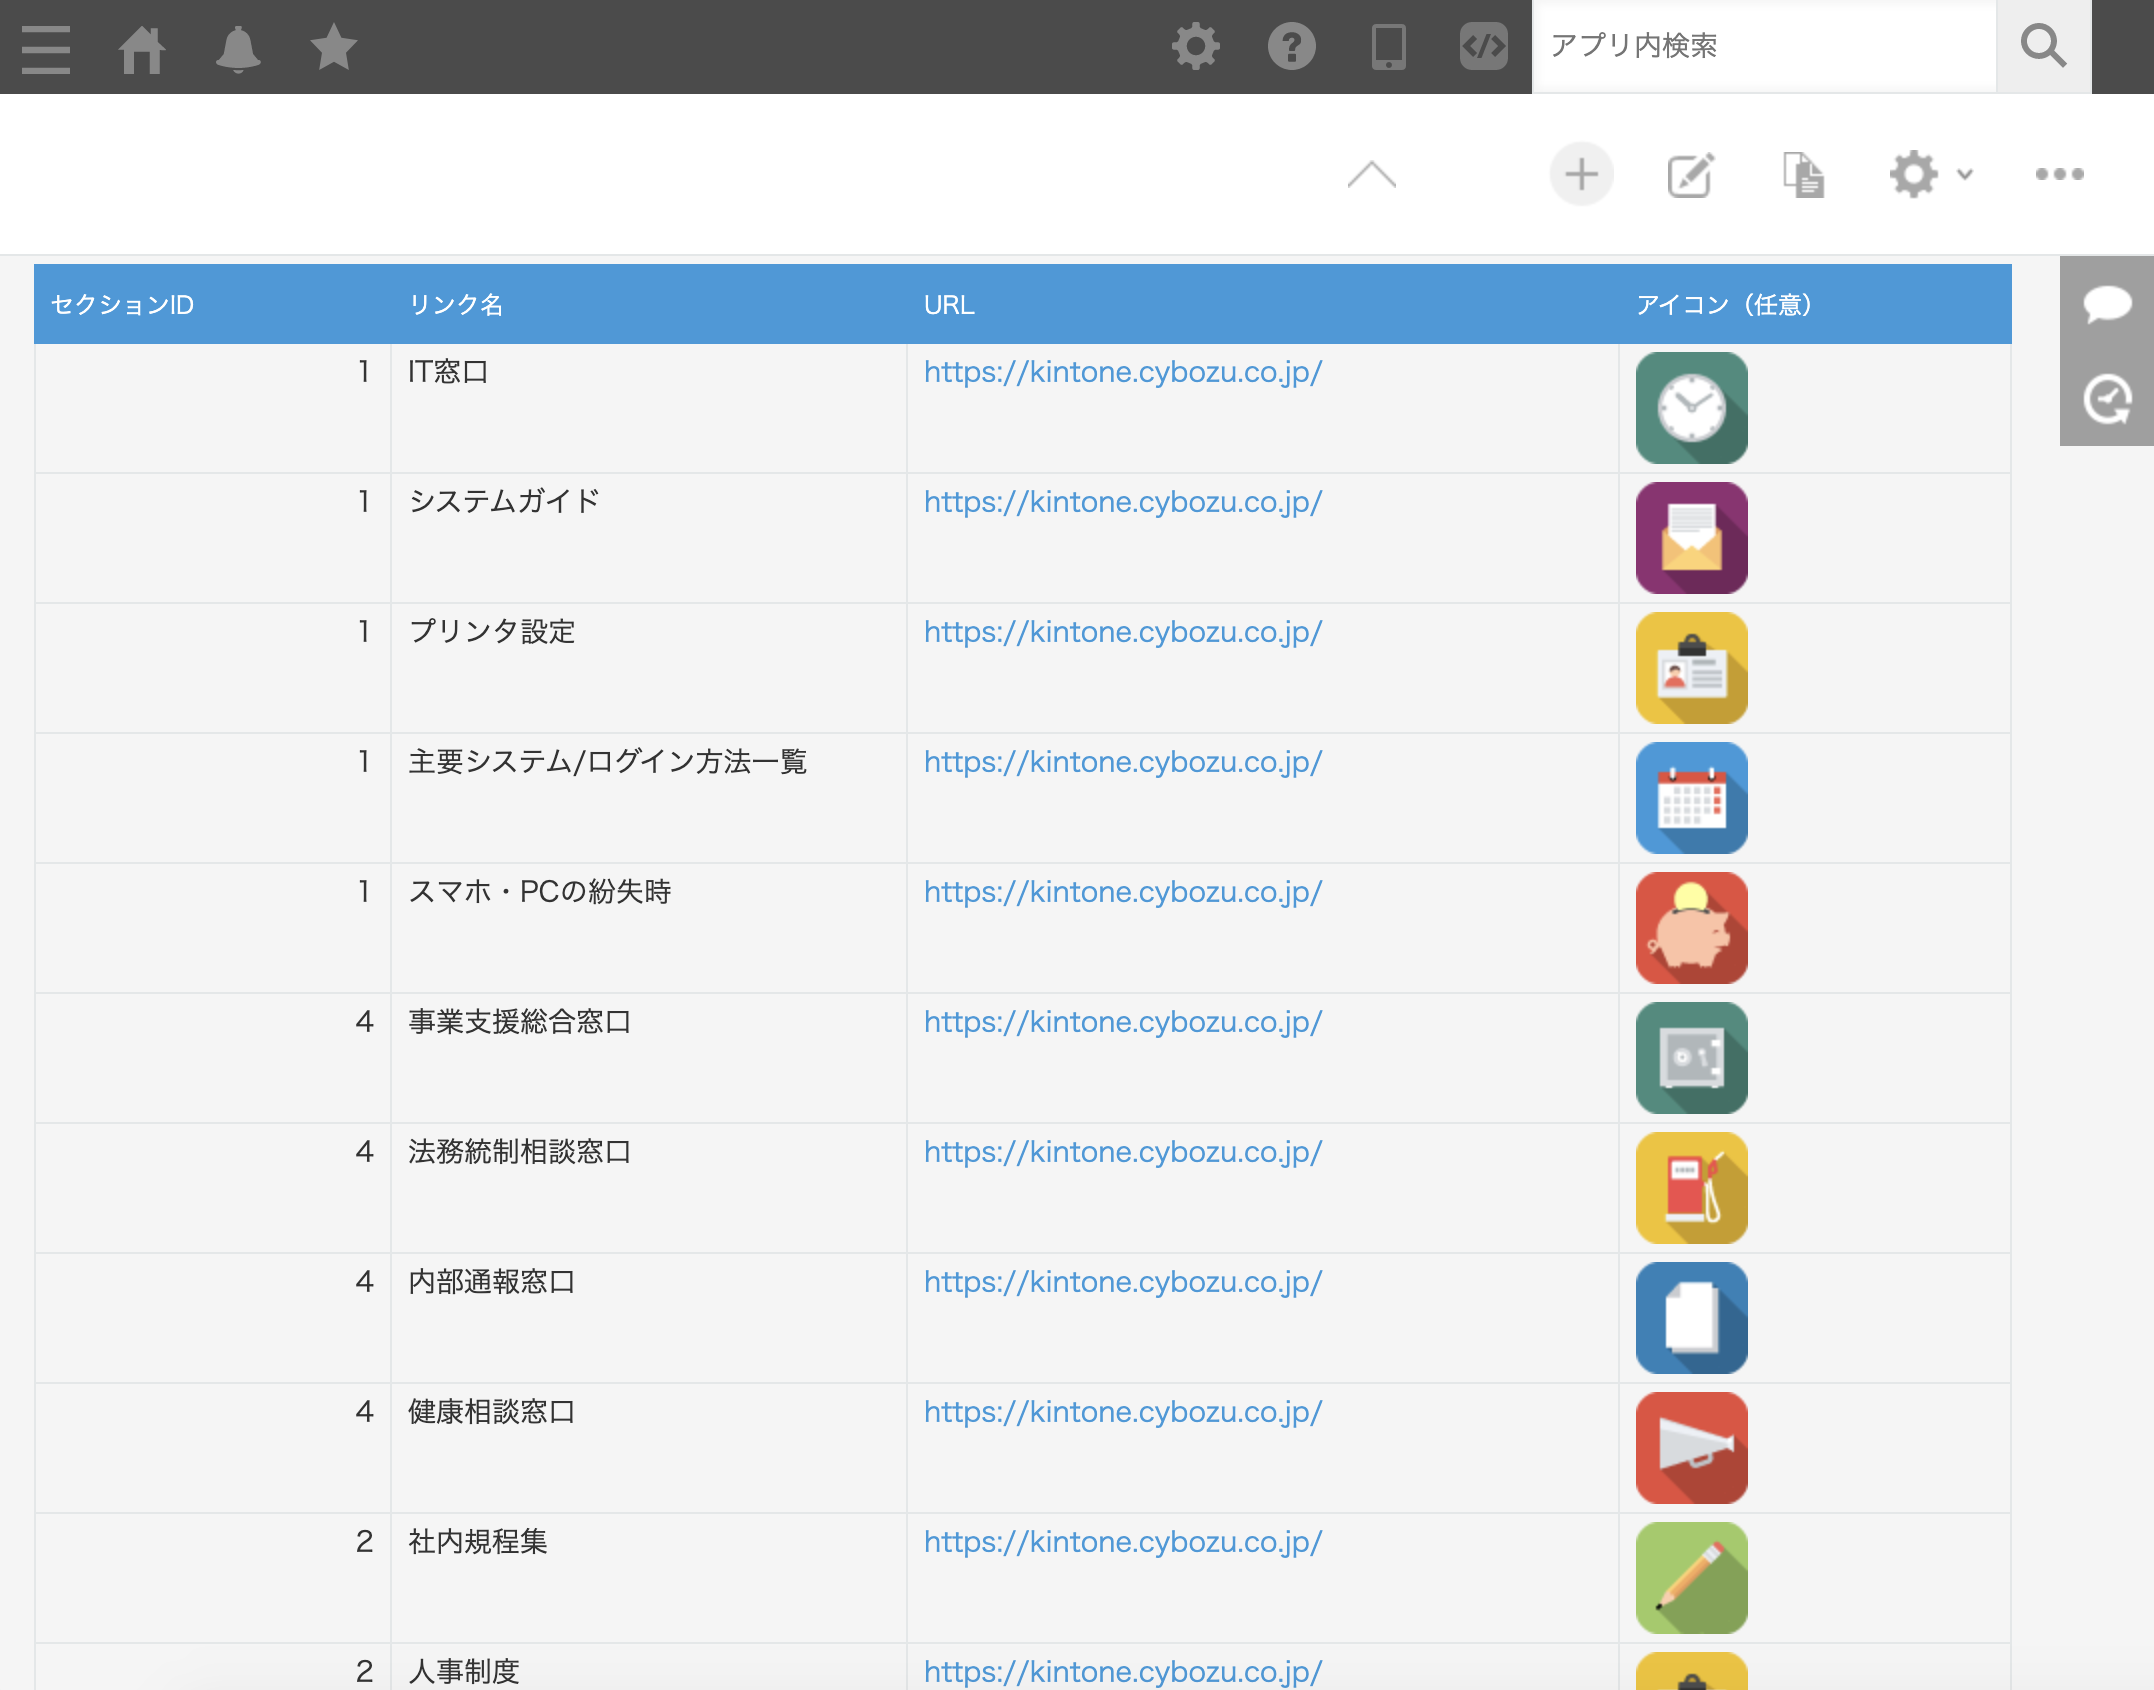 アプリ内検索
セクションID リンク名 URL アイコン（任意）
1 IT窓口 https://kintone.cybozu.co.jp/
1 システムガイド https://kintone.cybozu.co.jp/
1 プリンタ設定 https://kintone.cybozu.co.jp/
1 主要システム/ログイン方法一覧 https://kintone.cybozu.co.jp/
1 スマホ・PCの紛失時 https://kintone.cybozu.co.jp/
4 事業支援総合窓口 https://kintone.cybozu.co.jp/
4 法務統制相談窓口 https://kintone.cybozu.co.jp/
4 内部通報窓口 https://kintone.cybozu.co.jp/
4 健康相談窓口 https://kintone.cybozu.co.jp/
2 社内規程集 https://kintone.cybozu.co.jp/
2 人事制度 https://kintone.cybozu.co.jp/